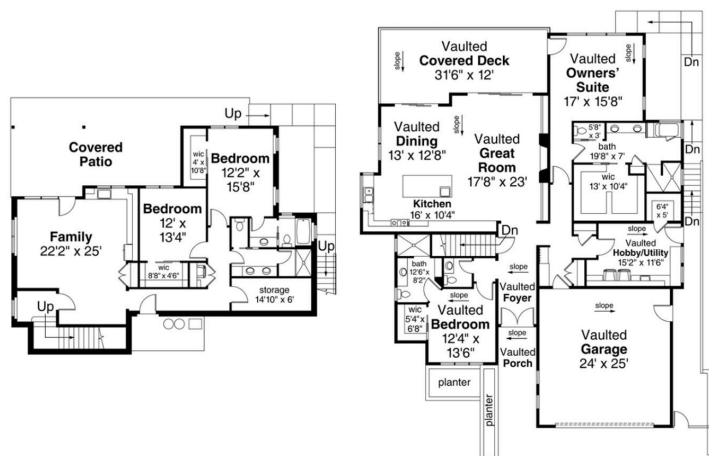 Up
Covered
Patio
wic
4' x
10'8"
Bedroom
12'2" x
15'8"
Bedroom
12' x
13'4"
Family
22'2" x 25'
wic
8'8" x 4'6"
storage
14'10" x 6'
Up
Up
Vaulted
Covered Deck
31'6" x 12'
slope
Vaulted
Owners'
Suite
17' x 15'8"
slope
Dn
Vaulted
Dining
13' x 12'8"
slope
Vaulted
Great
Room
17'8" x 23'
Kitchen
16' x 10'4"
5'8"
x 3'
bath
19'8" x 7'
Dn
wic
13' x 10'4"
6'4"
x 5'
Dn
Dn
slope
Vaulted
Hobby/Utility
15'2" x 11'6"
bath
12'6"x
8'2"
slope
Vaulted
Foyer
slope
Vaulted
Bedroom
12'4" x
13'6"
wic
5'4"x
6'8"
slope
Vaulted
Porch
slope
Vaulted
Garage
24' x 25'
planter
planter